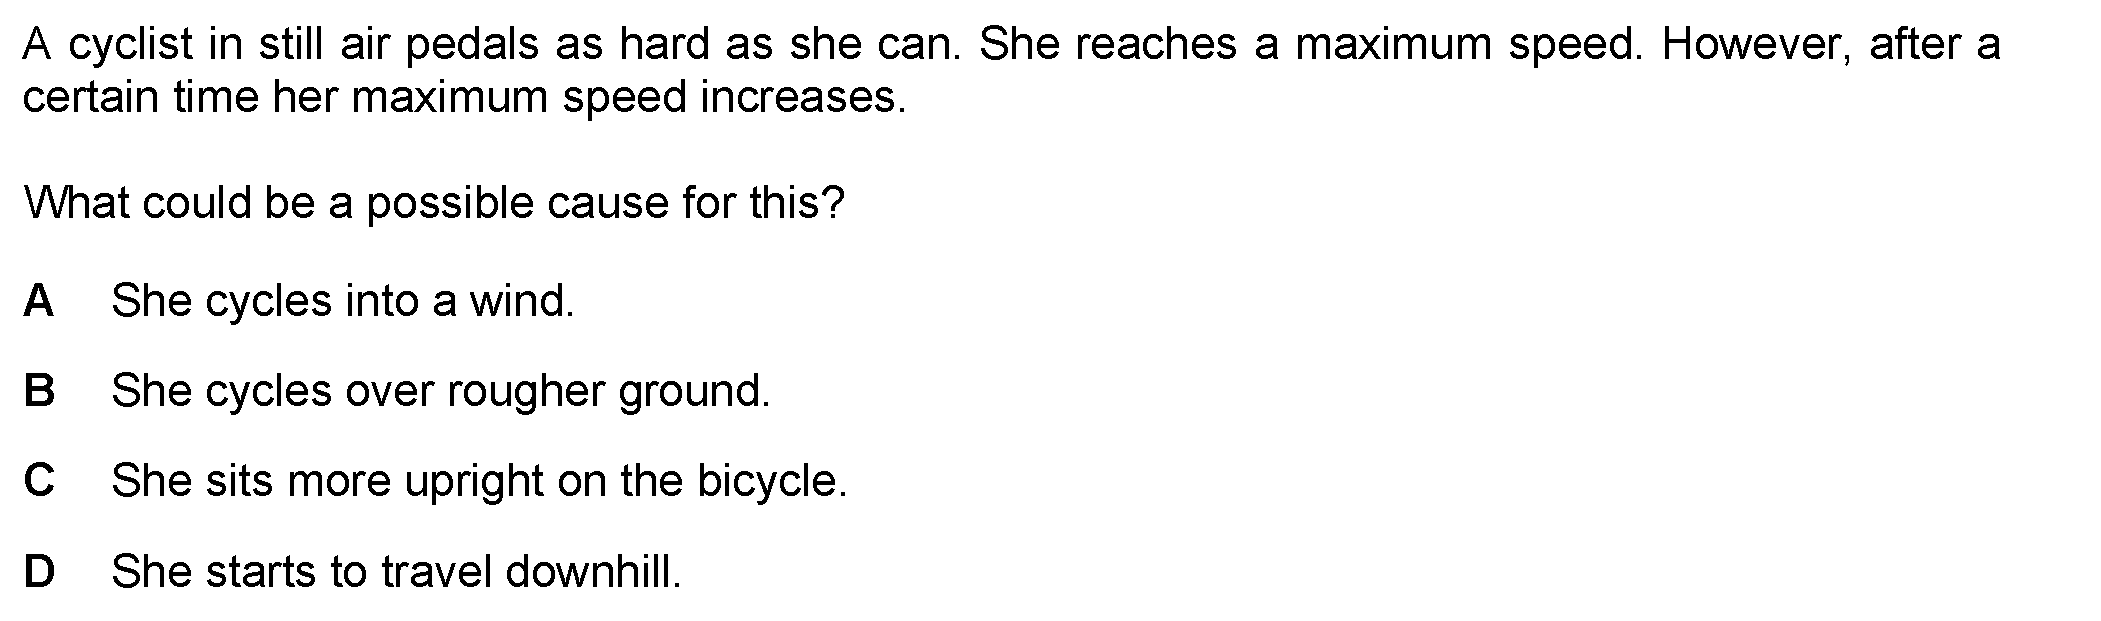 A cyclist in still air pedals as hard as she can. She reaches a maximum speed. However, after a
certain time her maximum speed increases.
What could be a possible cause for this?
A She cycles into a wind.
B She cycles over rougher ground.
C She sits more upright on the bicycle.
D She starts to travel downhill.